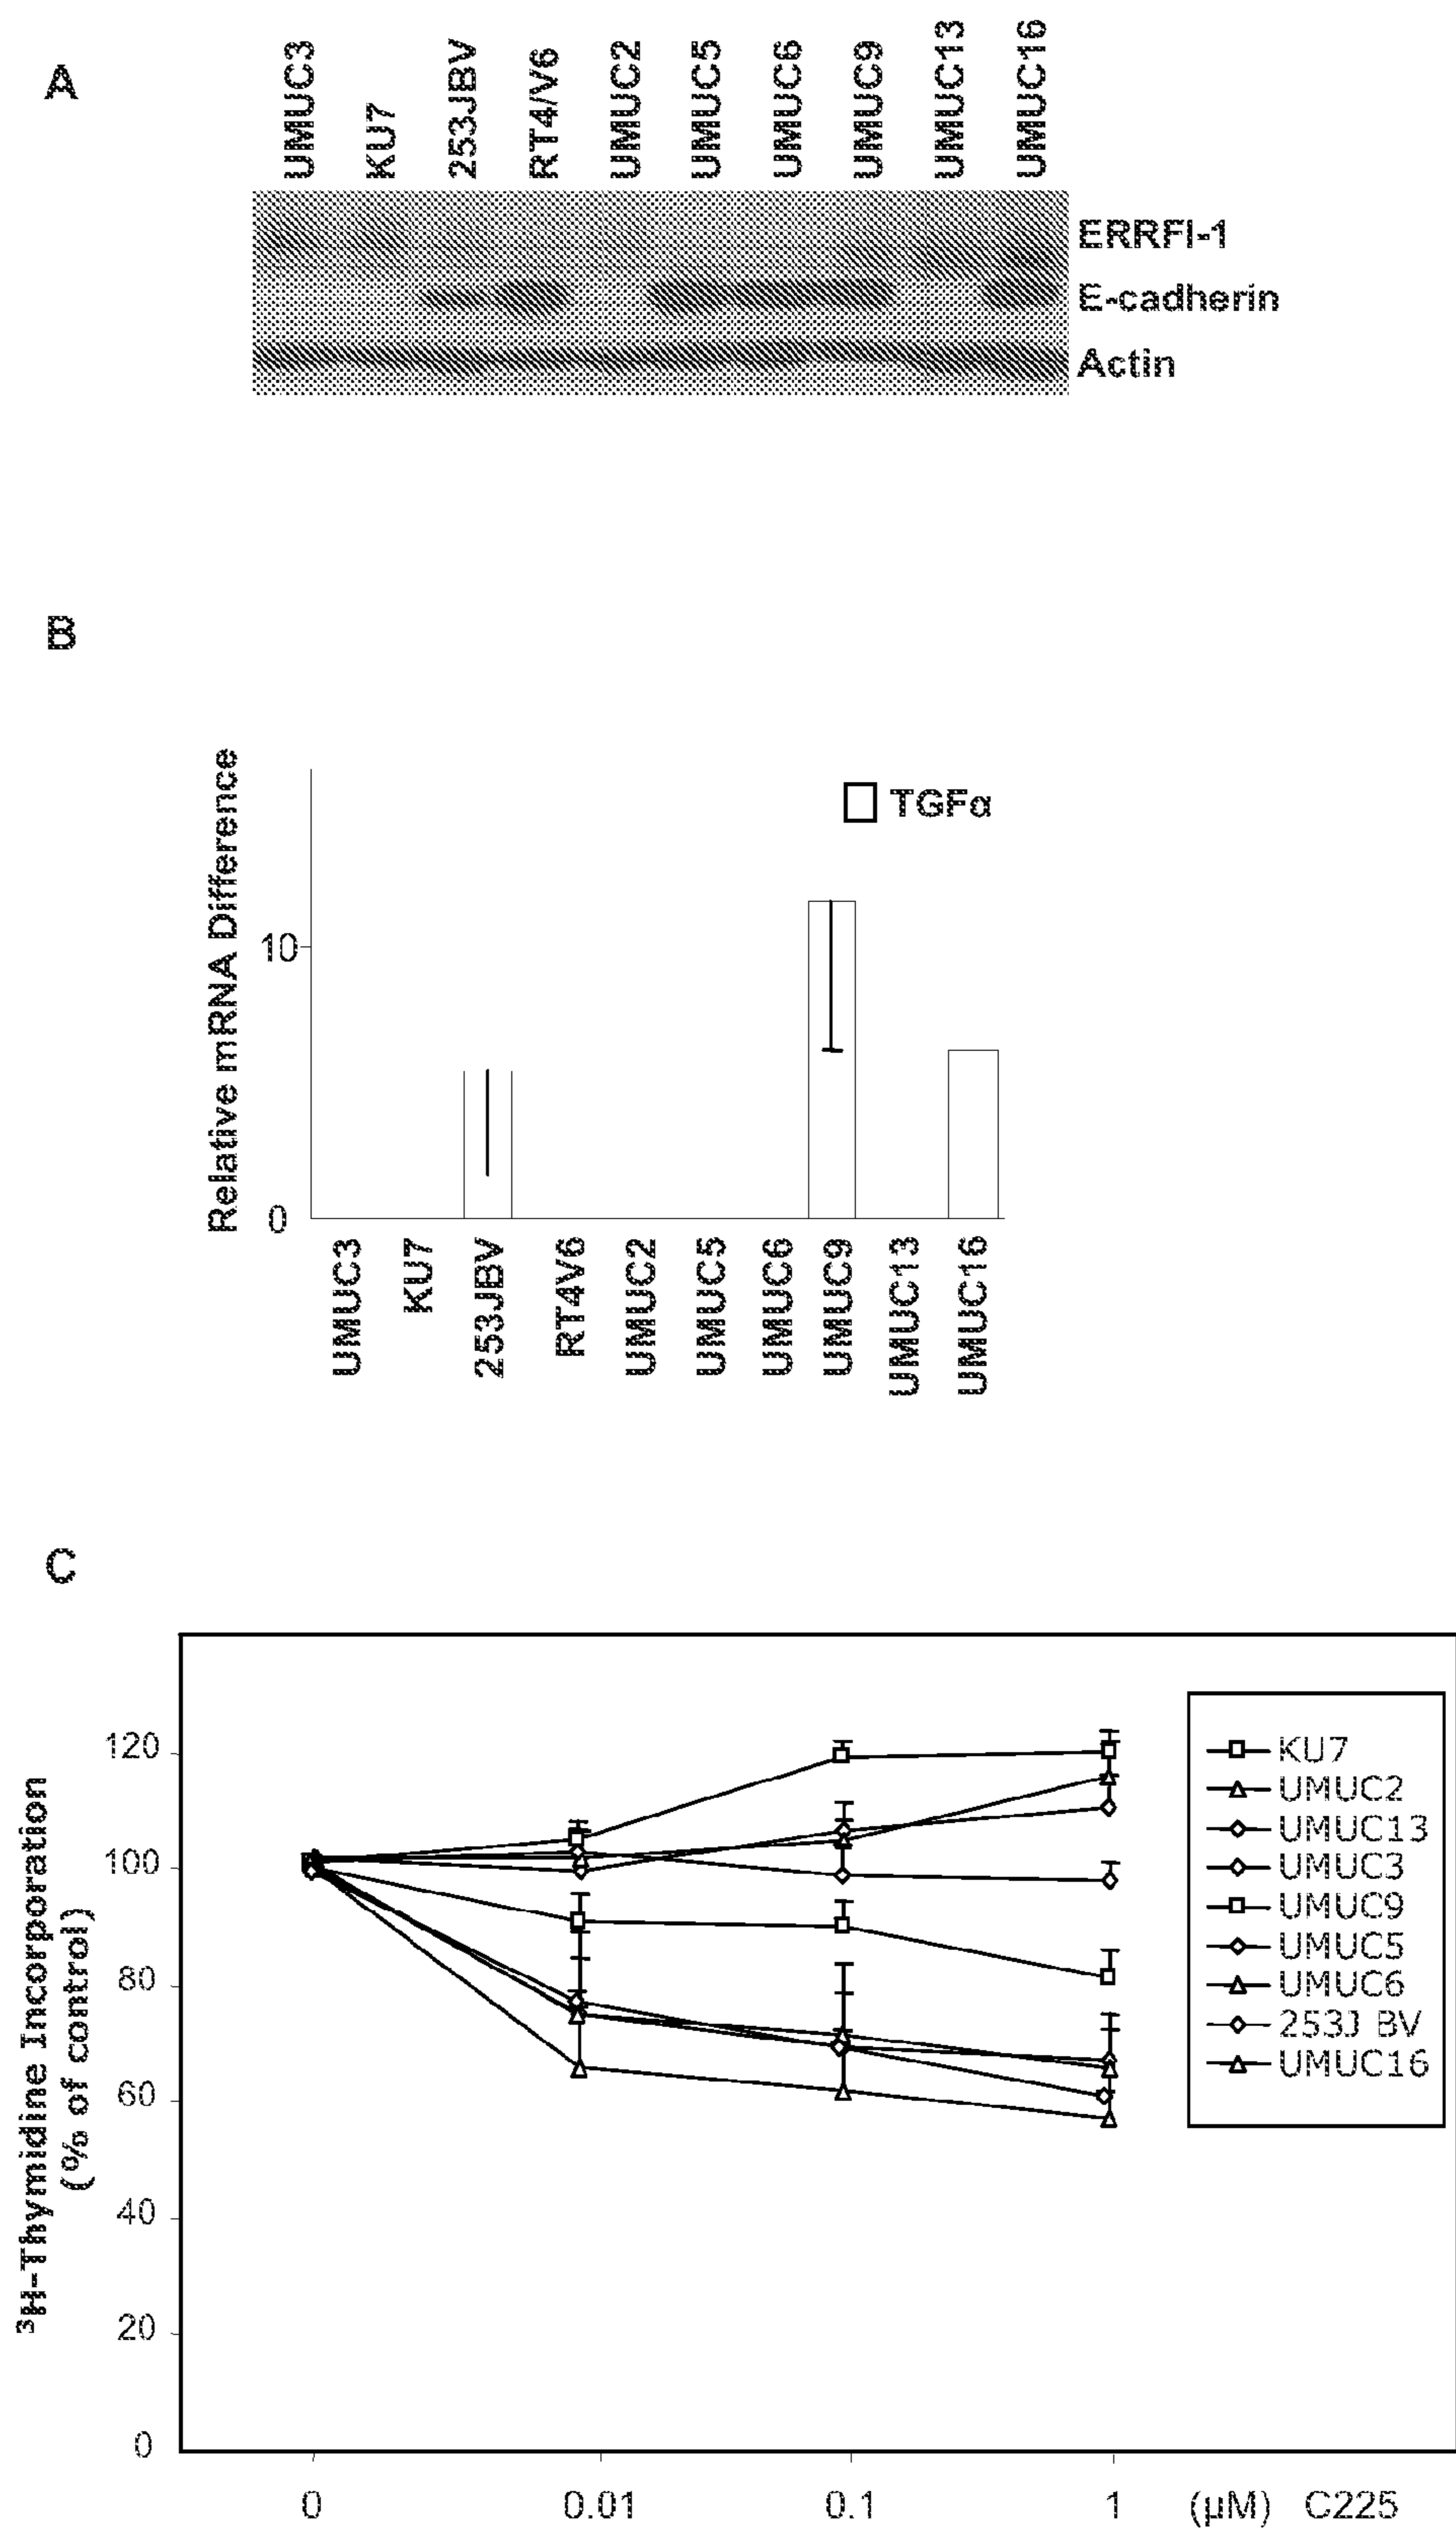 A
UMUC3
KU7
253JBV
RT4/V6
UMUC2
UMUC5
UMUC6
UMUC9
UMUC13
UMUC16
ERRFI-1
E-cadherin
Actin
B
Relative mRNA Difference
TGFα
10
0
UMUC3
KU7
253JBV
RT4V6
UMUC2
UMUC5
UMUC6
UMUC9
UMUC13
UMUC16
C
³H-Thymidine Incorporation
(% of control)
120
100
80
60
40
20
0
KU7
UMUC2
UMUC13
UMUC3
UMUC9
UMUC5
UMUC6
253J BV
UMUC16
0 0.01 0.1 1 (μM) C225